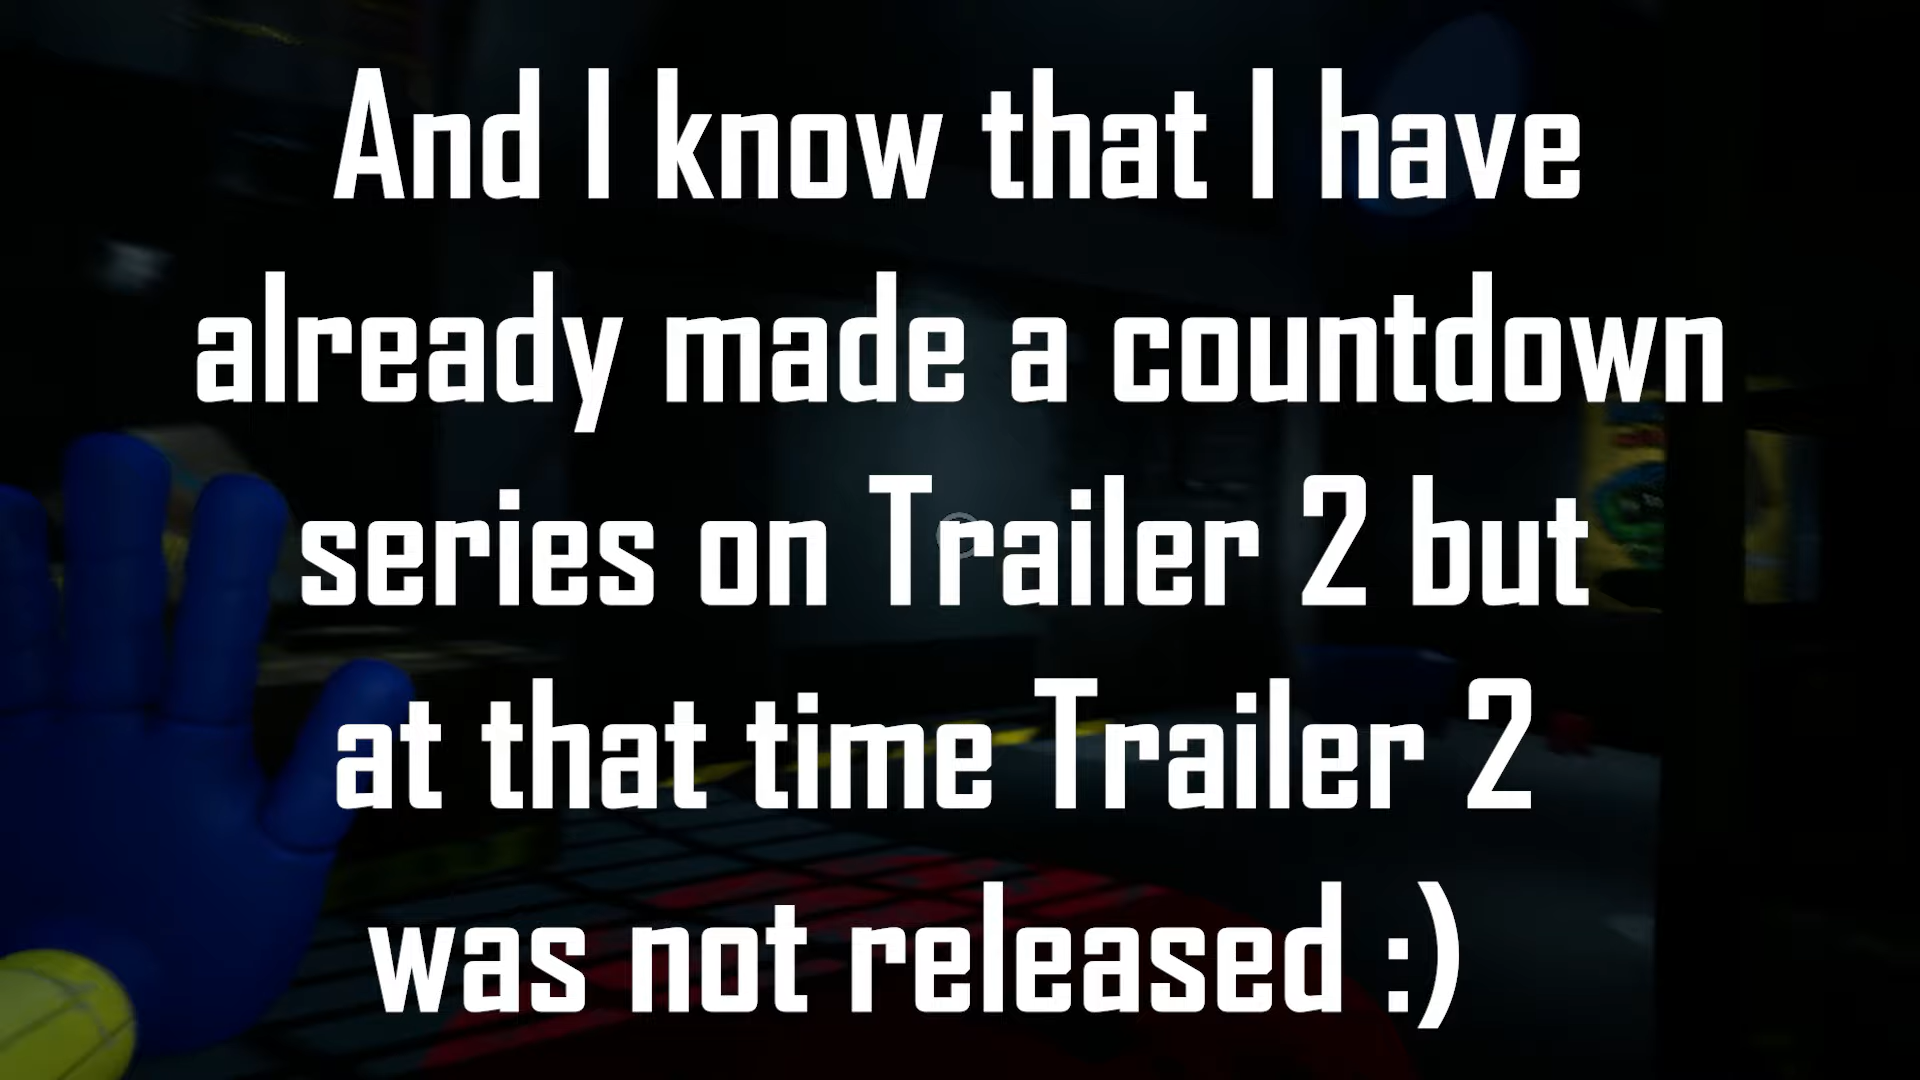 And I know that I have
already made a countdown
series on Trailer 2 but
at that time Trailer 2
was not released :)